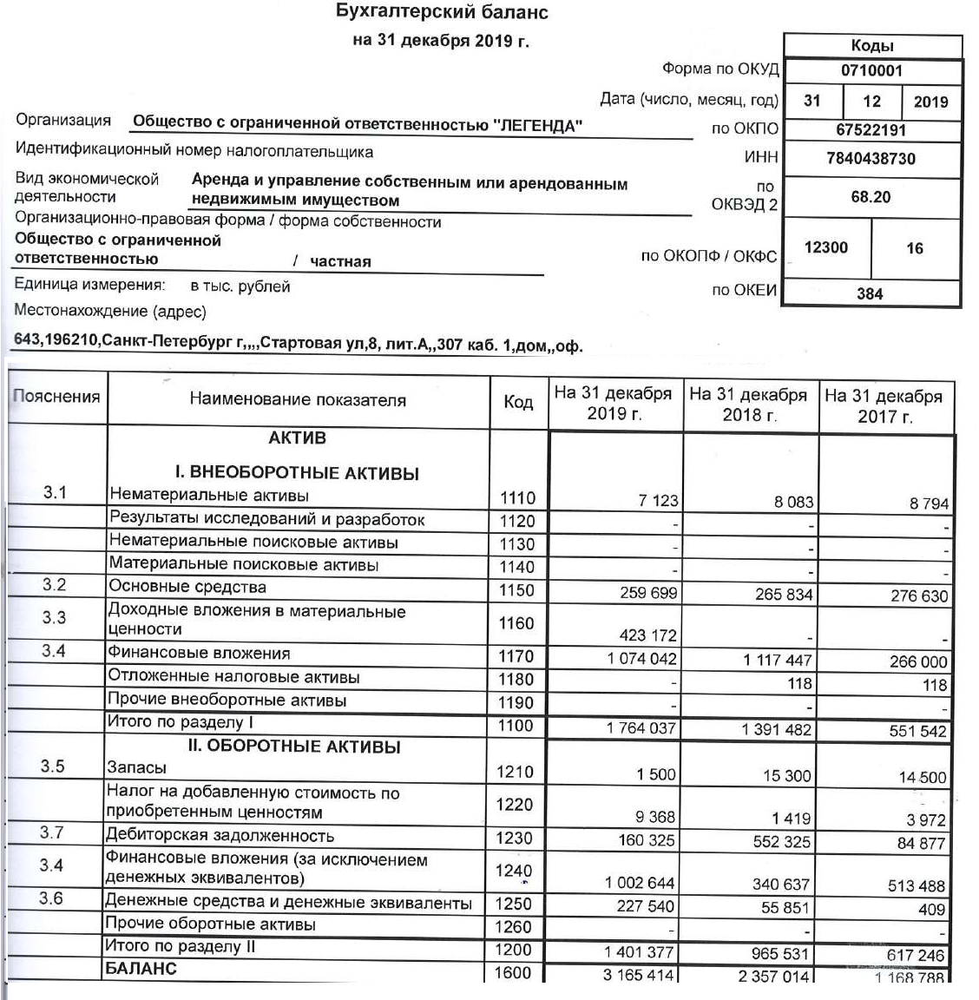 Бухгалтерский баланс
на 31 декабря 2019 г.
Коды
Форма по ОКУД 0710001
Дата (число, месяц, год) 31 12 2019
Организация Общество с ограниченной ответственностью "ЛЕГЕНДА" по ОКПО 67522191
Идентификационный номер налогоплательщика ИНН 7840438730
Вид экономической деятельности Аренда и управление собственным или арендованным недвижимым имуществом по ОКВЭД 2 68.20
Организационно-правовая форма / форма собственности
Общество с ограниченной ответственностью / частная по ОКОПФ / ОКФС 12300 16
Единица измерения: в тыс. рублей по ОКЕИ 384
Местонахождение (адрес)
643,196210,Санкт-Петербург г,,,,Стартовая ул,8, лит.А,,307 каб. 1,дом,,оф.
Пояснения Наименование показателя Код На 31 декабря 2019 г. На 31 декабря 2018 г. На 31 декабря 2017 г.
АКТИВ
I. ВНЕОБОРОТНЫЕ АКТИВЫ
3.1 Нематериальные активы 1110 7 123 8 083 8 794
Результаты исследований и разработок 1120 - - -
Нематериальные поисковые активы 1130 - - -
Материальные поисковые активы 1140 - - -
3.2 Основные средства 1150 259 699 265 834 276 630
3.3 Доходные вложения в материальные ценности 1160 423 172 - -
3.4 Финансовые вложения 1170 1 074 042 1 117 447 266 000
Отложенные налоговые активы 1180 - 118 118
Прочие внеоборотные активы 1190 - - -
Итого по разделу I 1100 1 764 037 1 391 482 551 542
II. ОБОРОТНЫЕ АКТИВЫ
3.5 Запасы 1210 1 500 15 300 14 500
Налог на добавленную стоимость по приобретенным ценностям 1220 9 368 1 419 3 972
3.7 Дебиторская задолженность 1230 160 325 552 325 84 877
3.4 Финансовые вложения (за исключением денежных эквивалентов) 1240 1 002 644 340 637 513 488
3.6 Денежные средства и денежные эквиваленты 1250 227 540 55 851 409
Прочие оборотные активы 1260 - - -
Итого по разделу II 1200 1 401 377 965 531 617 246
БАЛАНС 1600 3 165 414 2 357 014 1 168 788